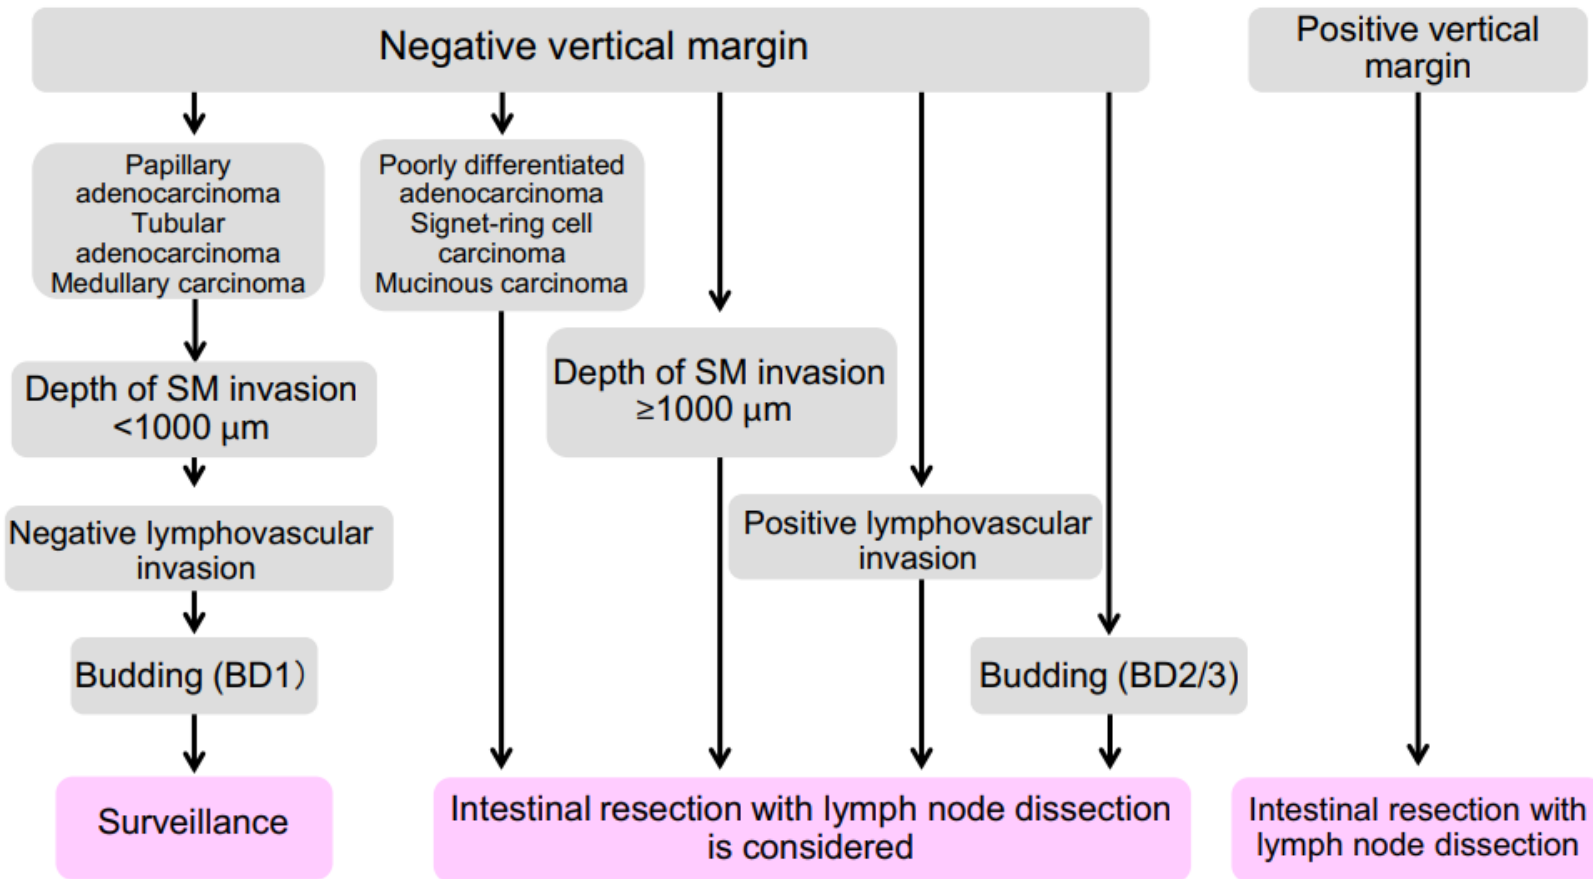 Negative vertical margin
Positive vertical
margin
Papillary
adenocarcinoma
Tubular
adenocarcinoma
Medullary carcinoma
Poorly differentiated
adenocarcinoma
Signet-ring cell
carcinoma
Mucinous carcinoma
Depth of SM invasion
<1000 μm
Depth of SM invasion
≥1000 μm
Negative lymphovascular
invasion
Positive lymphovascular
invasion
Budding (BD1）
Budding (BD2/3)
Surveillance
Intestinal resection with lymph node dissection
is considered
Intestinal resection with
lymph node dissection